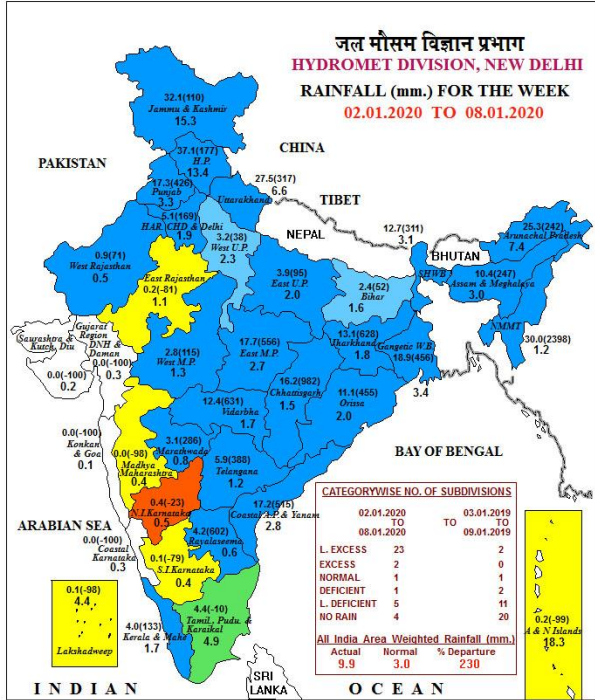 जल मौसम विज्ञान प्रभाग
HYDROMET DIVISION, NEW DELHI
RAINFALL (mm.) FOR THE WEEK
02.01.2020 TO 08.01.2020
32.1(110)
Jammu & Kashmir
15.3
PAKISTAN
CHINA
37.1(177)
H.P.
13.4
17.3(426)
Punjab
3.3
27.5(317)
6.6
Uttarakhand
TIBET
5.1(169)
HAR. CHD & Delhi
1.9
NEPAL
3.2(38)
West U.P.
2.3
12.7(311)
3.1
SHWB
BHUTAN
25.3(242)
Arunachal Pradesh
7.4
0.9(71)
West Rajasthan
0.5
East Rajasthan
0.2(-81)
1.1
3.9(95)
East U.P.
2.0
2.4(52)
Bihar
1.6
10.4(247)
Assam & Meghalaya
3.0
NMMT
30.0(2398)
1.2
Saurashtra &
Kutch, Diu
0.0(-100)
0.2
Gujarat
Region
DNH &
Daman
0.0(-100)
0.3
2.8(115)
West M.P.
1.3
17.7(556)
East M.P.
2.7
13.1(628)
Jharkhand
1.8
Gangetic W.B.
18.9(456)
3.4
16.2(982)
Chhattisgarh
1.5
11.1(455)
Orissa
2.0
12.4(631)
Vidarbha
1.7
0.0(-100)
Konkan
& Goa
0.1
0.0(-98)
Madhya
Maharashtra
0.4
3.1(286)
Marathwada
0.8
5.9(388)
Telangana
1.2
BAY OF BENGAL
0.4(-23)
N.I.Karnataka
0.5
17.2(515)
Coastal A.P. & Yanam
2.8
ARABIAN SEA
0.0(-100)
Coastal
Karnataka
0.3
4.2(602)
Rayalaseema
0.6
0.1(-79)
S.I.Karnataka
0.4
0.1(-98)
4.4
Lakshadweep
4.0(133)
Kerala & Mahe
1.7
4.4(-10)
Tamil, Pudu. &
Karaikal
4.9
CATEGORYWISE NO. OF SUBDIVISIONS
02.01.2020 03.01.2019
TO TO TO
08.01.2020 09.01.2019
L. EXCESS 23 2
EXCESS 2 0
NORMAL 1 1
DEFICIENT 1 2
L. DEFICIENT 5 11
NO RAIN 4 20
All India Area Weighted Rainfall (mm.)
Actual Normal % Departure
9.9 3.0 230
0.2(-99)
A & N Islands
18.3
SRI
LANKA
INDIAN OCEAN